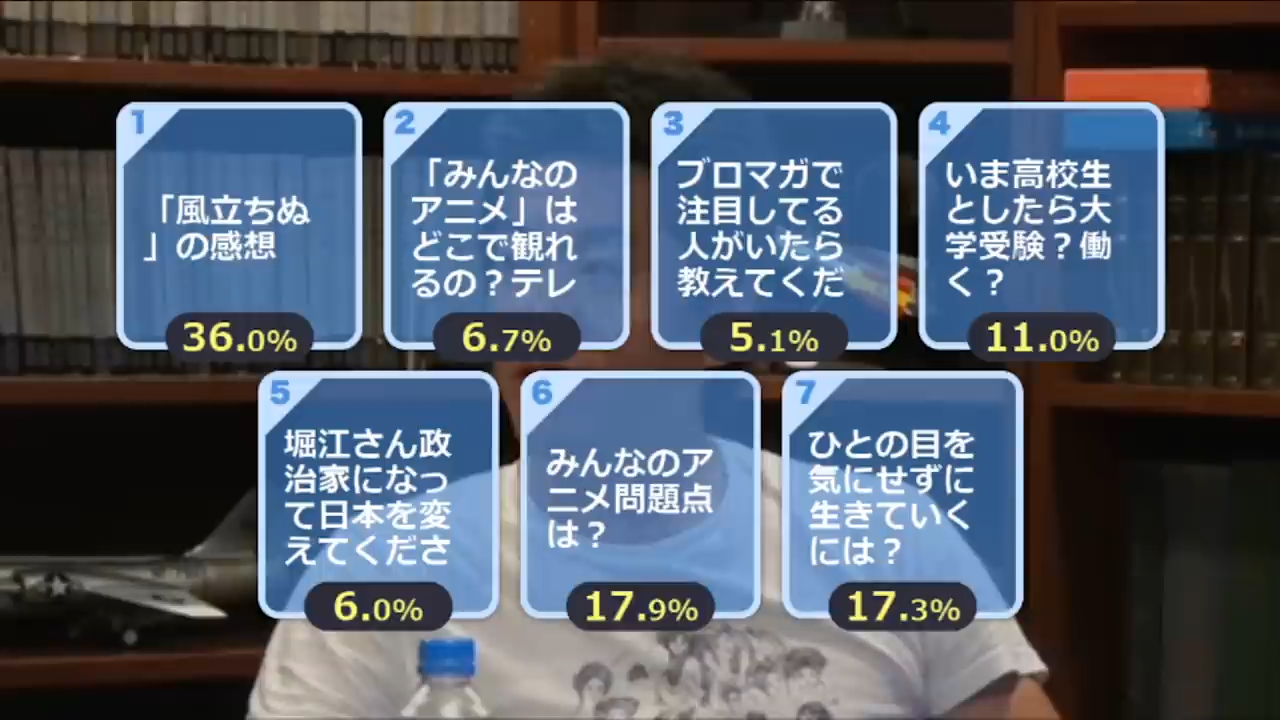 1
「風立ちぬ
」の感想
36.0%
2
「みんなの
アニメ」は
どこで観れ
るの？テレ
6.7%
3
ブロマガで
注目してる
人がいたら
教えてくだ
5.1%
4
いま高校生
としたら大
学受験？働
く？
11.0%
5
堀江さん政
治家になっ
て日本を変
えてくださ
6.0%
6
みんなのア
ニメ問題点
は？
17.9%
7
ひとの目を
気にせずに
生きていく
には？
17.3%